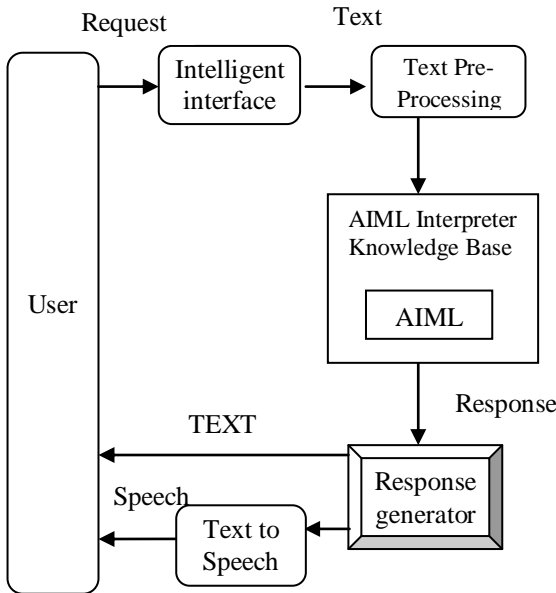 Request
Text
Intelligent
interface
Text Pre-
Processing
AIML Interpreter
Knowledge Base
AIML
User
Response
TEXT
Response
generator
Speech
Text to
Speech